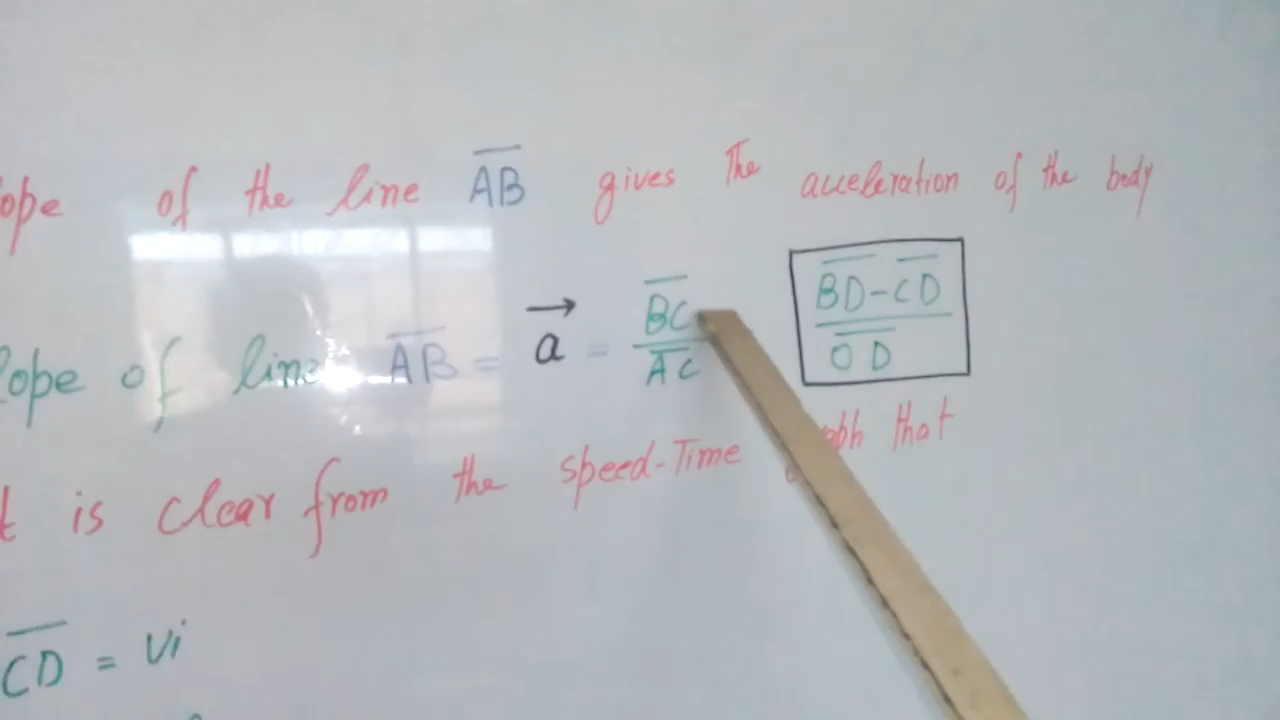 ope of the line AB gives The acceleration of the body
lope of line AB = a = BC / AC BD-CD / OD
t is clear from the speed-Time that
CD = Vi